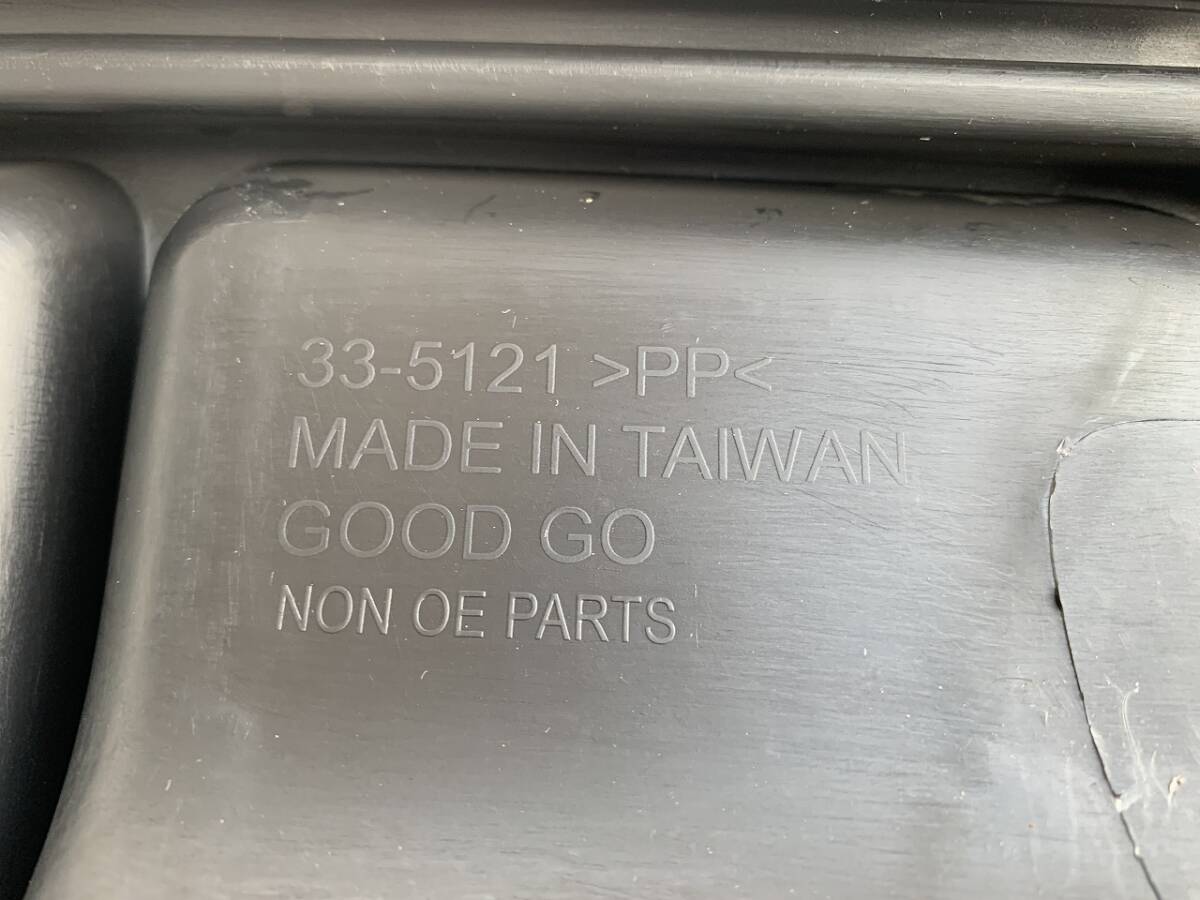 33-5121 >PP<
MADE IN TAIWAN
GOOD GO
NON OE PARTS